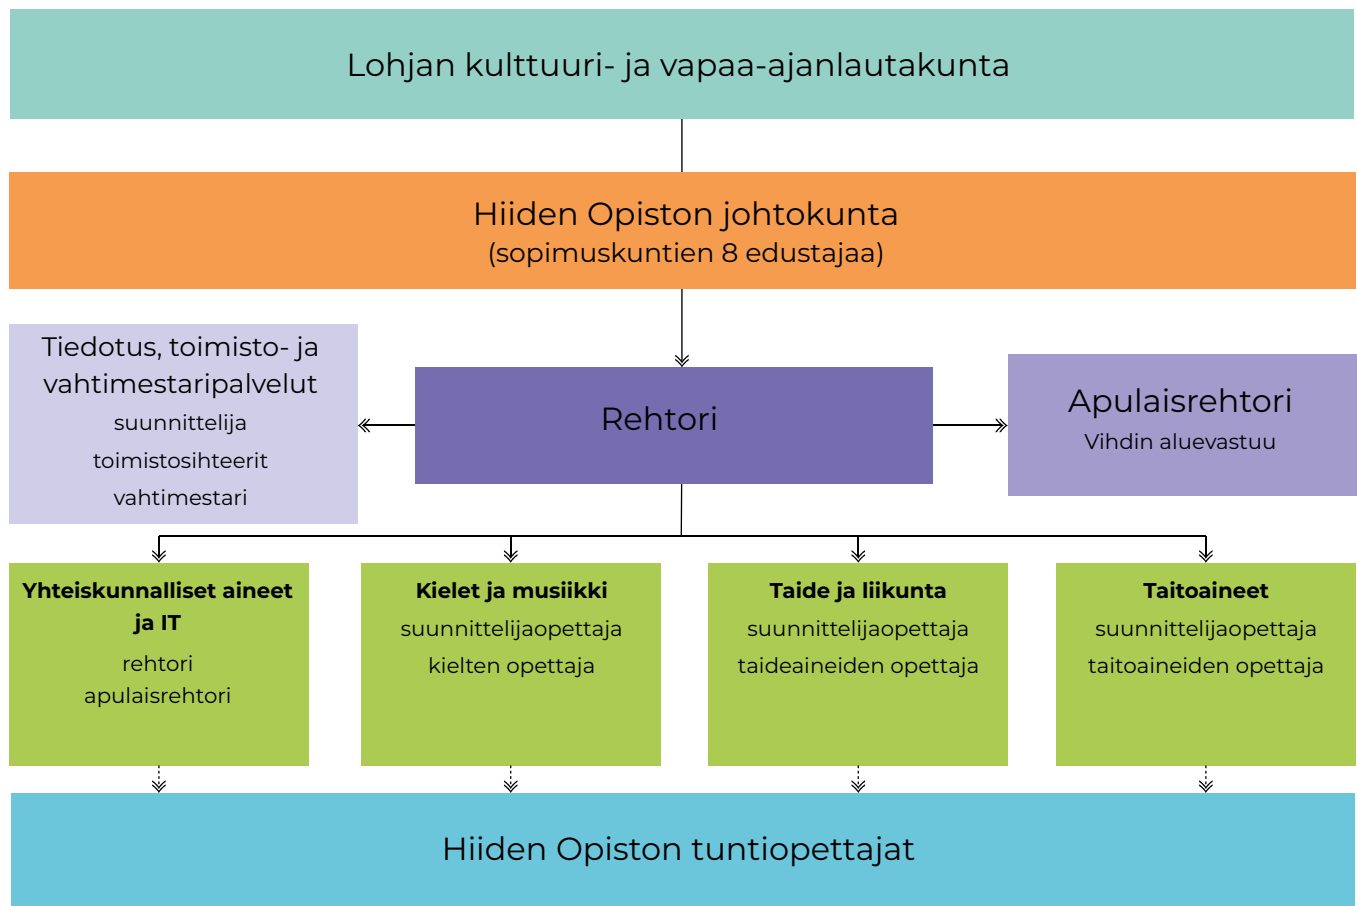 Lohjan kulttuuri- ja vapaa-ajanlautakunta
Hiiden Opiston johtokunta
(sopimuskuntien 8 edustajaa)
Tiedotus, toimisto- ja
vahtimestaripalvelut
suunnittelija
toimistosihteerit
vahtimestari
Rehtori
Apulaisrehtori
Vihdin aluevastuu
Yhteiskunnalliset aineet
ja IT
rehtori
apulaisrehtori
Kielet ja musiikki
suunnittelijaopettaja
kielten opettaja
Taide ja liikunta
suunnittelijaopettaja
taideaineiden opettaja
Taitoaineet
suunnittelijaopettaja
taitoaineiden opettaja
Hiiden Opiston tuntiopettajat